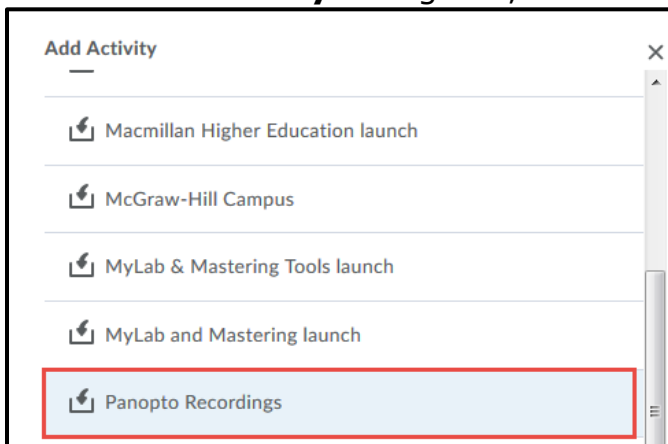 Add Activity
Macmillan Higher Education launch
McGraw-Hill Campus
MyLab & Mastering Tools launch
MyLab and Mastering launch
Panopto Recordings